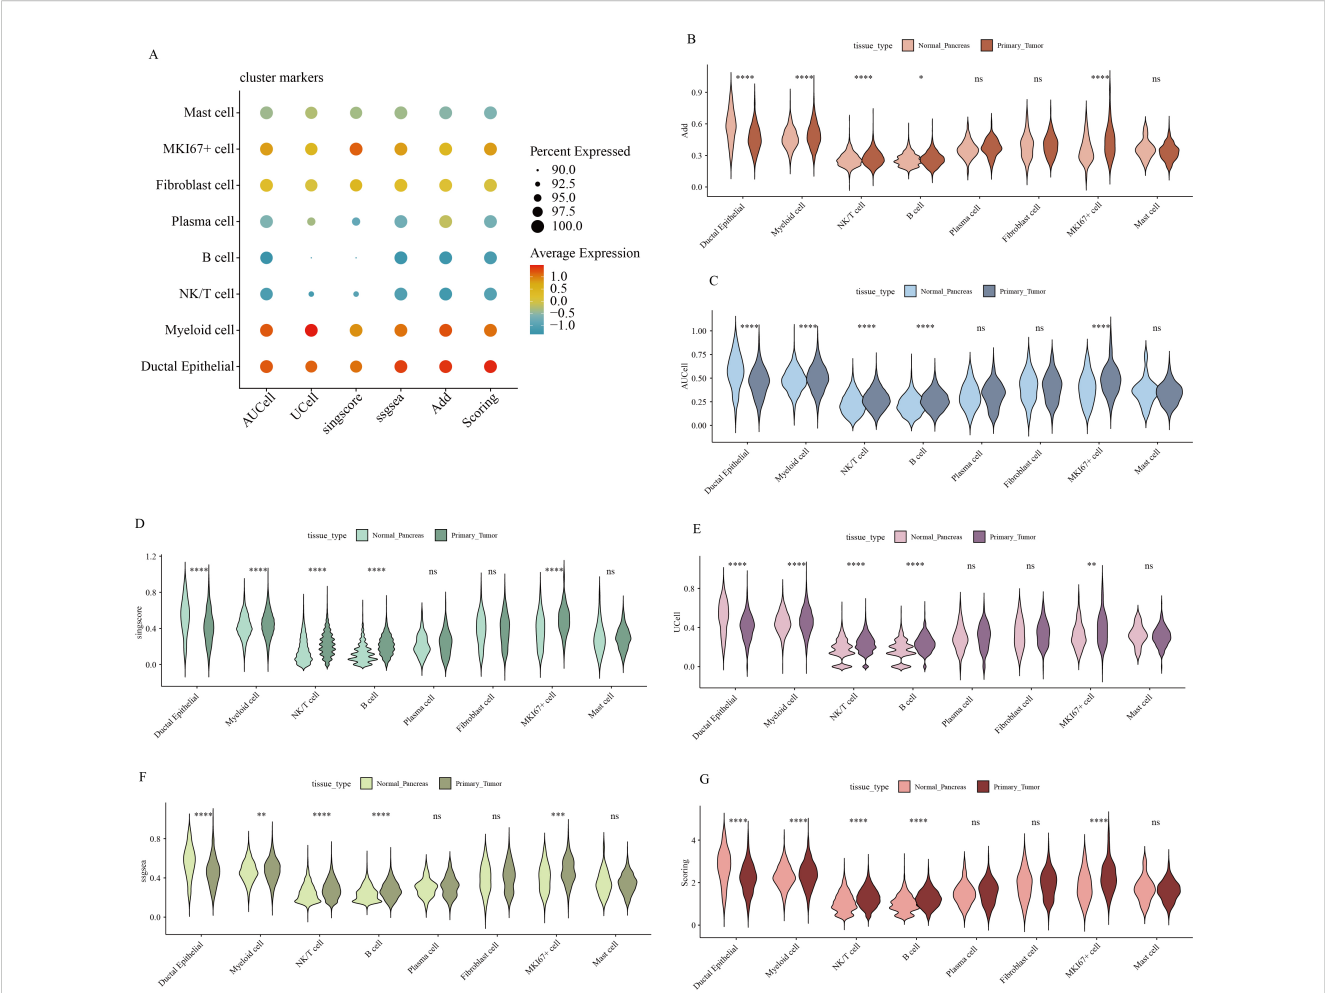 A
cluster markers
Mast cell
MKI67+ cell
Fibroblast cell
Plasma cell
B cell
NK/T cell
Myeloid cell
Ductal Epithelial
AUCell
UCell
singscore
ssgsea
Add
Scoring
Percent Expressed
90.0
92.5
95.0
97.5
100.0
Average Expression
1.0
0.5
0.0
−0.5
−1.0
B
tissue_type Normal_Pancreas Primary_Tumor
**** **** **** * ns ns **** ns
Add
0.9
0.6
0.3
0.0
Ductal Epithelial
Myeloid cell
NK/T cell
B cell
Plasma cell
Fibroblast cell
MKI67+ cell
Mast cell
C
tissue_type Normal_Pancreas Primary_Tumor
**** **** **** **** ns ns **** ns
AUCell
1.00
0.75
0.50
0.25
0.00
Ductal Epithelial
Myeloid cell
NK/T cell
B cell
Plasma cell
Fibroblast cell
MKI67+ cell
Mast cell
D
tissue_type Normal_Pancreas Primary_Tumor
**** **** **** **** ns ns **** ns
singscore
1.2
0.8
0.4
0.0
Ductal Epithelial
Myeloid cell
NK/T cell
B cell
Plasma cell
Fibroblast cell
MKI67+ cell
Mast cell
E
tissue_type Normal_Pancreas Primary_Tumor
**** **** **** **** ns ns ** ns
UCell
0.8
0.4
0.0
Ductal Epithelial
Myeloid cell
NK/T cell
B cell
Plasma cell
Fibroblast cell
MKI67+ cell
Mast cell
F
tissue_type Normal_Pancreas Primary_Tumor
**** ** **** **** ns ns *** ns
ssgsea
0.8
0.4
0.0
Ductal Epithelial
Myeloid cell
NK/T cell
B cell
Plasma cell
Fibroblast cell
MKI67+ cell
Mast cell
G
tissue_type Normal_Pancreas Primary_Tumor
**** **** **** **** ns ns **** ns
Scoring
4
2
0
Ductal Epithelial
Myeloid cell
NK/T cell
B cell
Plasma cell
Fibroblast cell
MKI67+ cell
Mast cell